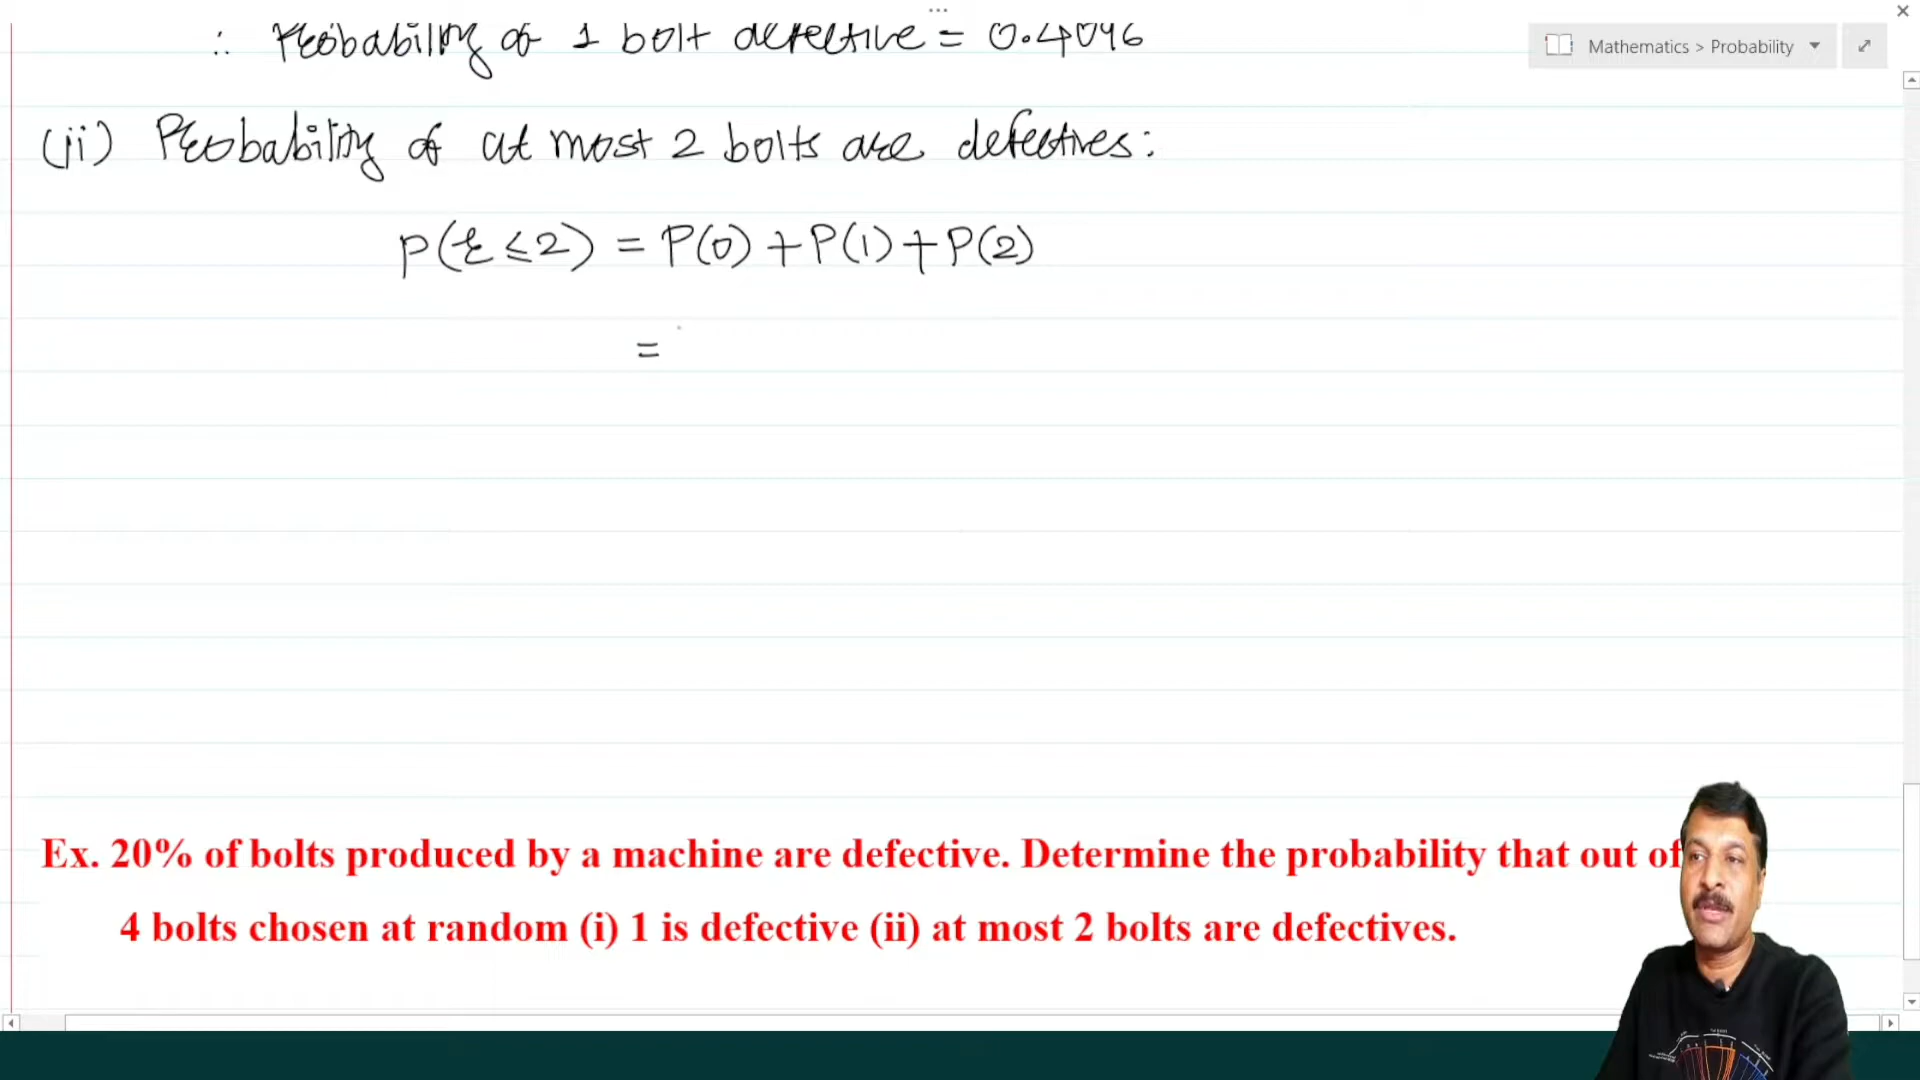 ∴ Probability of 1 bolt defective = 0.4096
Mathematics > Probability
(ii) Probability of at most 2 bolts are defectives:
p(r ≤ 2) = P(0) + P(1) + P(2)
=
Ex. 20% of bolts produced by a machine are defective. Determine the probability that out of
4 bolts chosen at random (i) 1 is defective (ii) at most 2 bolts are defectives.